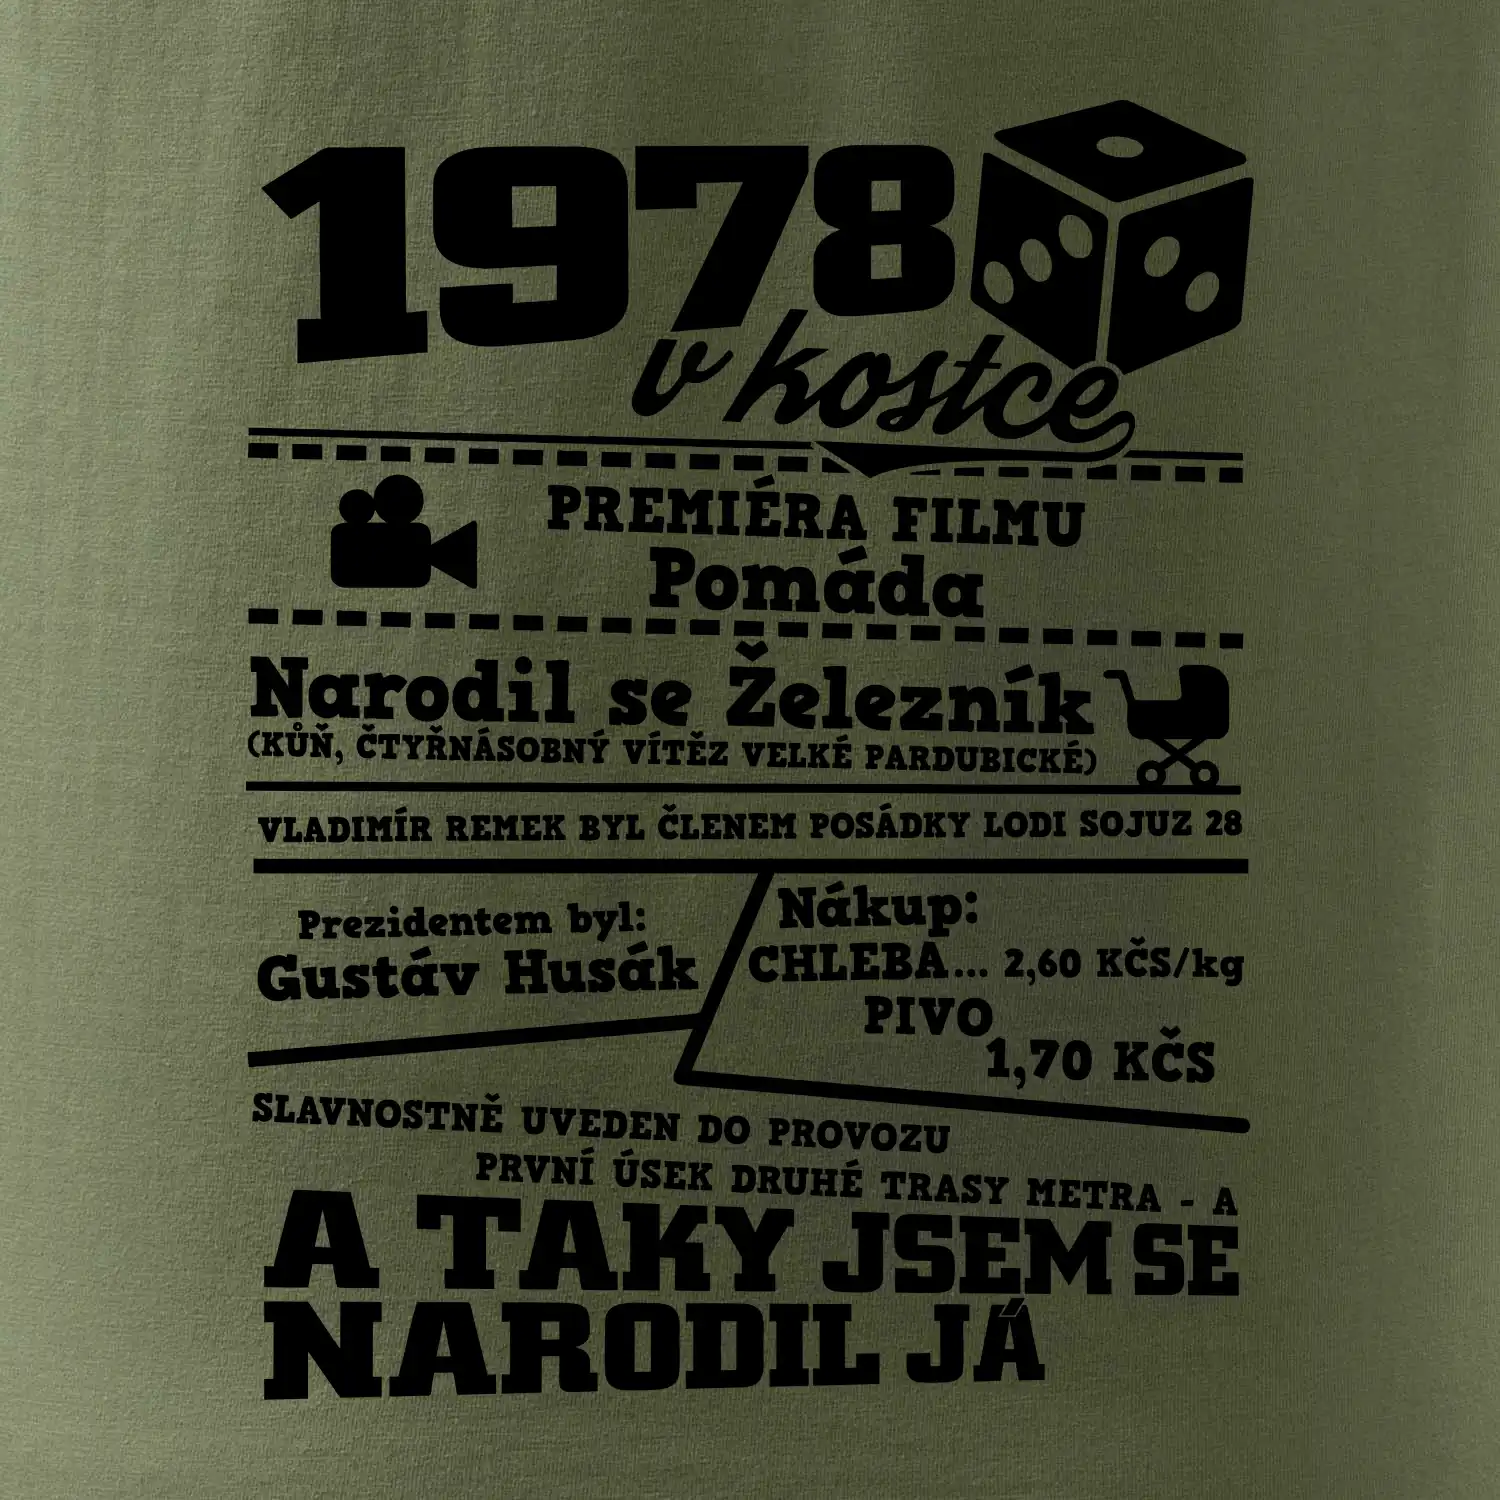 1978
v kostce
PREMIÉRA FILMU
Pomáda
Narodil se Železník
(KŮŇ, ČTYŘNÁSOBNÝ VÍTĚZ VELKÉ PARDUBICKÉ)
VLADIMÍR REMEK BYL ČLENEM POSÁDKY LODI SOJUZ 28
Prezidentem byl:
Gustáv Husák
Nákup:
CHLEBA... 2,60 KČS/kg
PIVO
1,70 KČS
SLAVNOSTNĚ UVEDEN DO PROVOZU
PRVNÍ ÚSEK DRUHÉ TRASY METRA - A
A TAKY JSEM SE
NARODIL JÁ